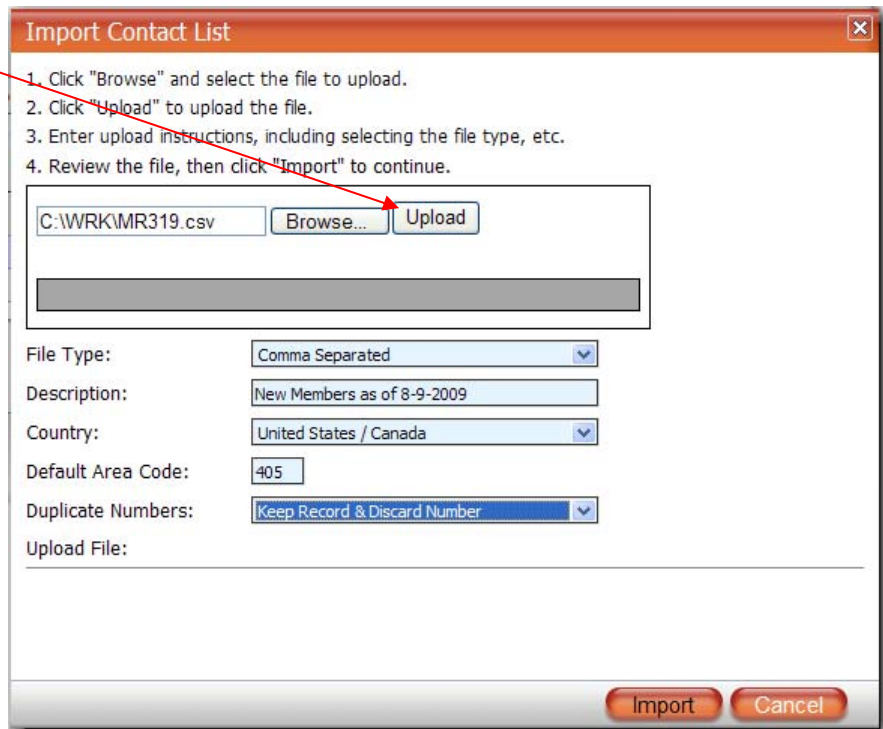 Import Contact List
1. Click "Browse" and select the file to upload.
2. Click "Upload" to upload the file.
3. Enter upload instructions, including selecting the file type, etc.
4. Review the file, then click "Import" to continue.
C:\WRK\MR319.csv Browse... Upload
File Type: Comma Separated
Description: New Members as of 8-9-2009
Country: United States / Canada
Default Area Code: 405
Duplicate Numbers: Keep Record & Discard Number
Upload File:
Import Cancel